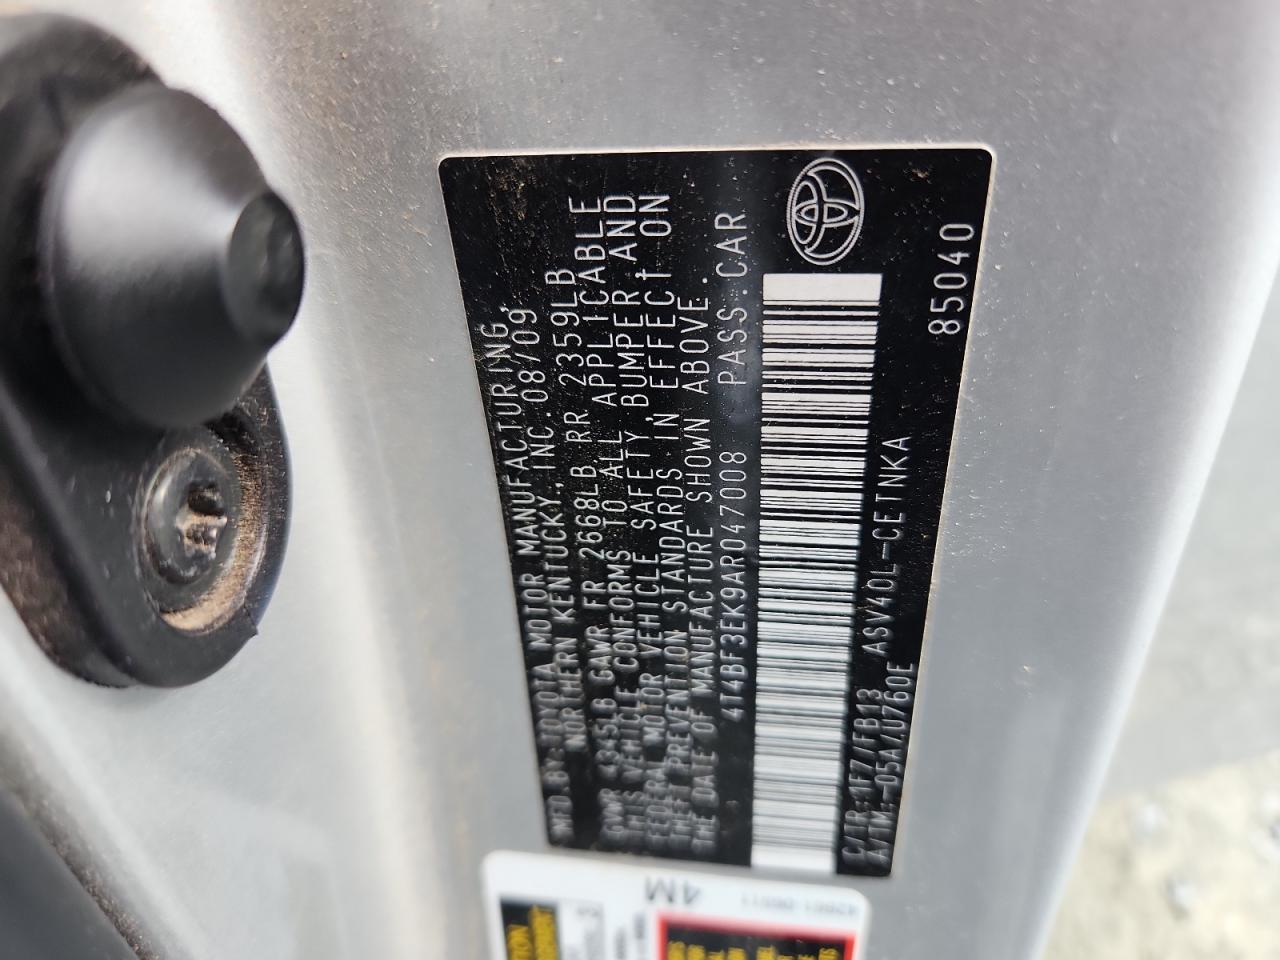 MFD.BY:TOYOTA MOTOR MANUFACTURING,
NORTHERN KENTUCKY,INC.08/09
GVWR 4345LB GAWR FR 2668LB,RR 2359LB
THIS VEHICLE CONFORMS TO ALL APPLICABLE
FEDERAL MOTOR VEHICLE SAFETY,BUMPER AND
THEFT PREVENTION STANDARDS IN EFFECT ON
THE DATE OF MANUFACTURE SHOWN ABOVE.
4T4BF3EK9AR047008 PASS.CAR
C/TR:1F7/FB13 ASV40L-CETNKA
A/TM:-05A/U760E 85040
4M